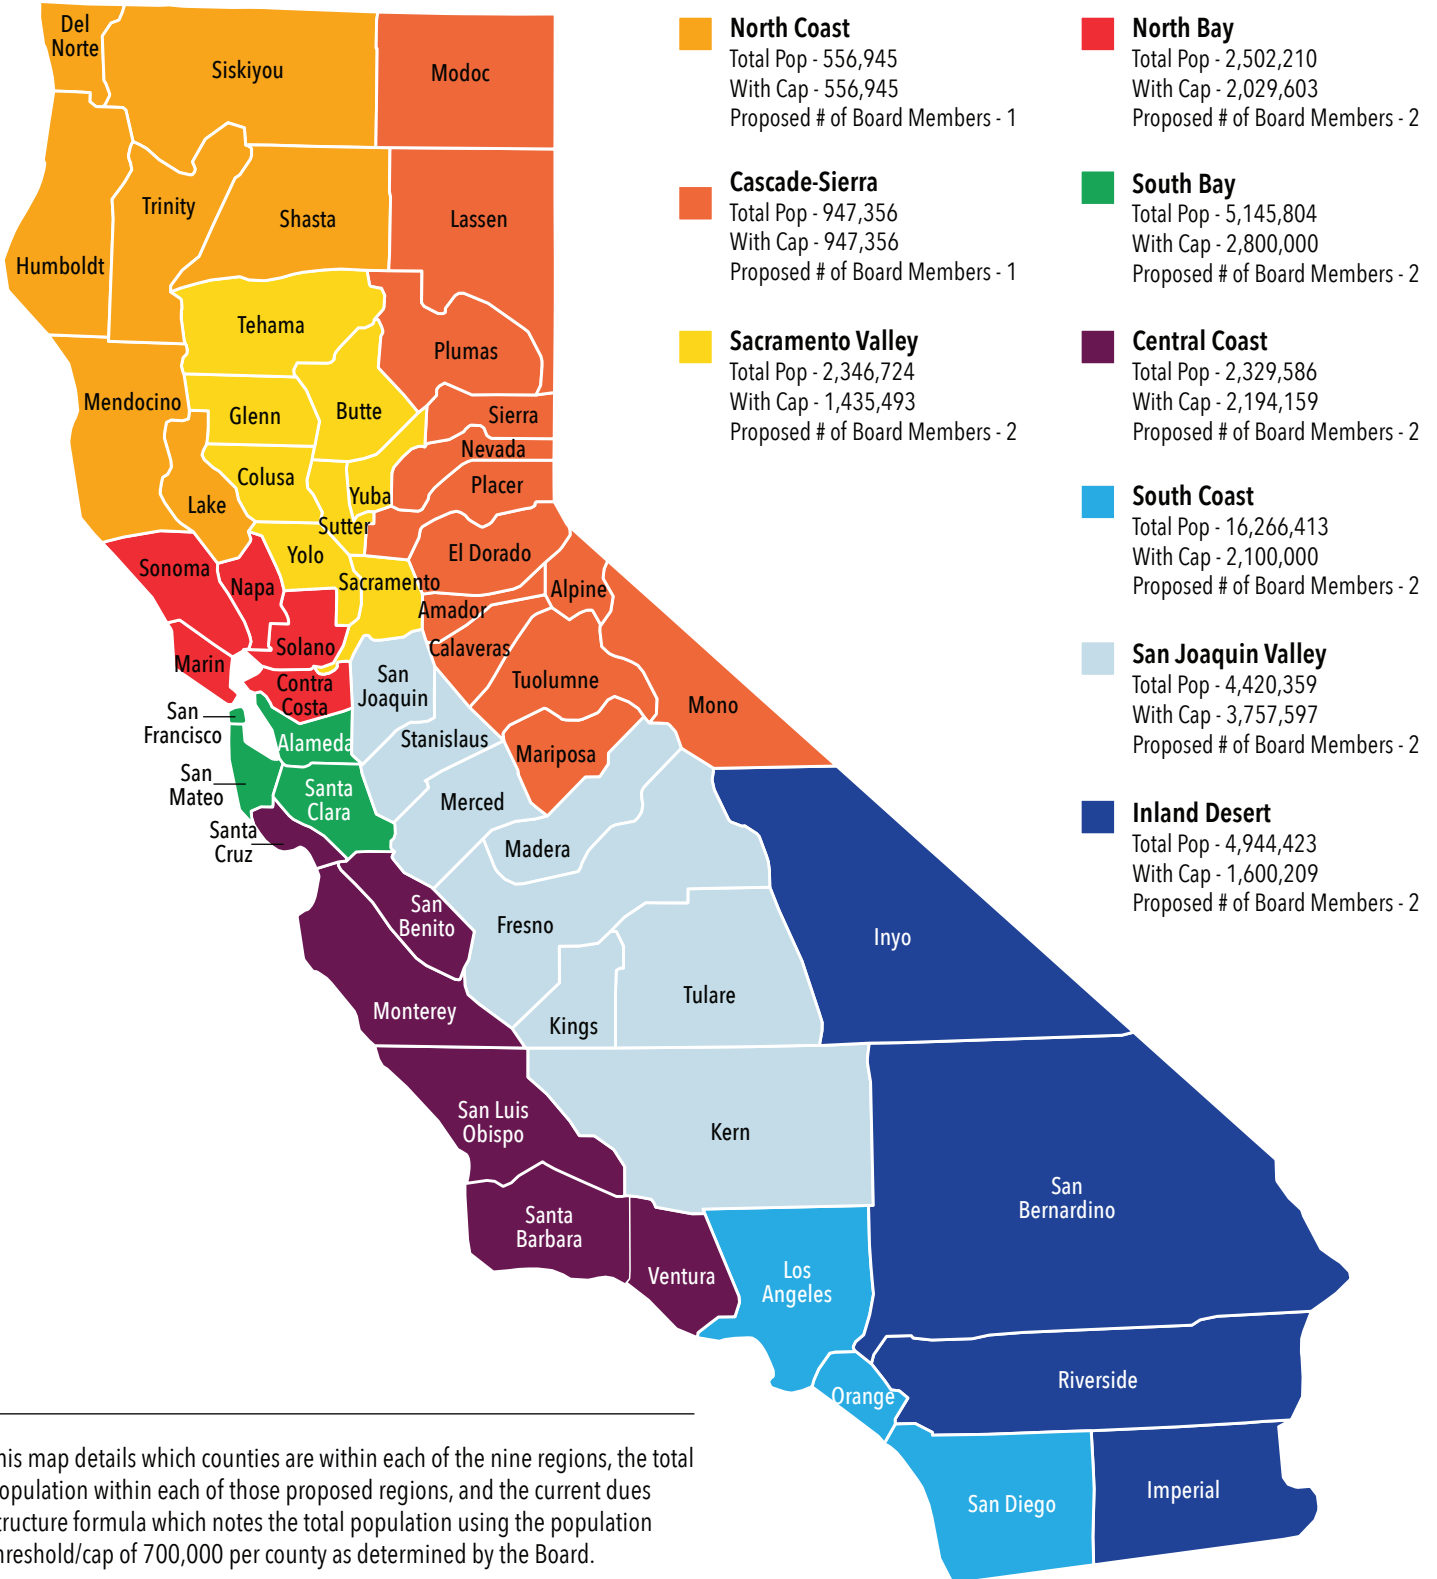 Del
Norte
Siskiyou
Modoc
Trinity
Shasta
Lassen
Humboldt
Tehama
Plumas
Mendocino
Glenn
Butte
Sierra
Nevada
Colusa
Placer
Yuba
Lake
Sutter
Yolo
El Dorado
Sonoma
Napa
Sacramento
Alpine
Amador
Solano
Calaveras
Marin
San
Joaquin
Contra
Costa
Tuolumne
Mono
San
Francisco
Alameda
Stanislaus
Mariposa
San
Mateo
Santa
Clara
Merced
Santa
Cruz
Madera
San
Benito
Fresno
Inyo
Monterey
Kings
Tulare
San Luis
Obispo
Kern
San
Bernardino
Santa
Barbara
Ventura
Los
Angeles
Orange
Riverside
San Diego
Imperial
North Coast
Total Pop - 556,945
With Cap - 556,945
Proposed # of Board Members - 1
Cascade-Sierra
Total Pop - 947,356
With Cap - 947,356
Proposed # of Board Members - 1
Sacramento Valley
Total Pop - 2,346,724
With Cap - 1,435,493
Proposed # of Board Members - 2
North Bay
Total Pop - 2,502,210
With Cap - 2,029,603
Proposed # of Board Members - 2
South Bay
Total Pop - 5,145,804
With Cap - 2,800,000
Proposed # of Board Members - 2
Central Coast
Total Pop - 2,329,586
With Cap - 2,194,159
Proposed # of Board Members - 2
South Coast
Total Pop - 16,266,413
With Cap - 2,100,000
Proposed # of Board Members - 2
San Joaquin Valley
Total Pop - 4,420,359
With Cap - 3,757,597
Proposed # of Board Members - 2
Inland Desert
Total Pop - 4,944,423
With Cap - 1,600,209
Proposed # of Board Members - 2
his map details which counties are within each of the nine regions, the total
opulation within each of those proposed regions, and the current dues
tructure formula which notes the total population using the population
hreshold/cap of 700,000 per county as determined by the Board.